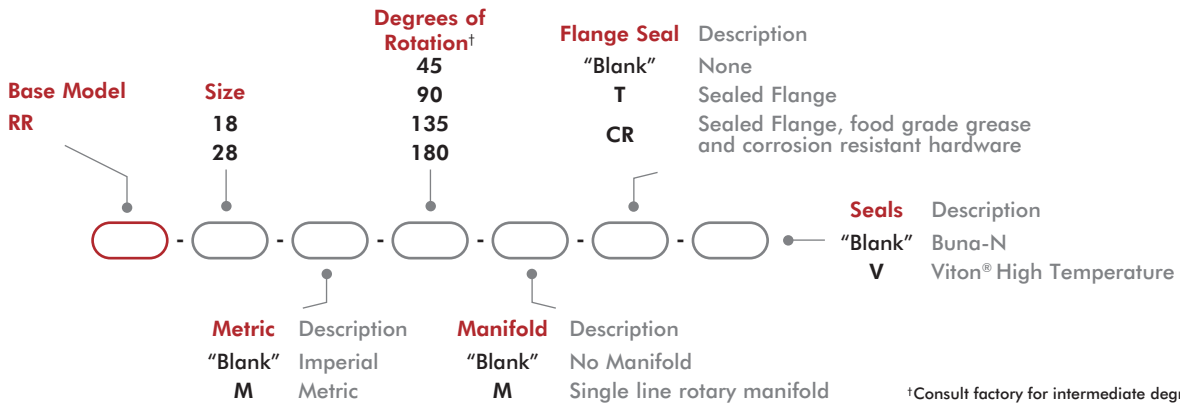 Degrees of
Rotation†
45
90
135
180
Flange Seal Description
"Blank" None
T Sealed Flange
CR Sealed Flange, food grade grease
and corrosion resistant hardware
Base Model
RR
Size
18
28
- - - - - -
Seals Description
"Blank" Buna-N
V Viton® High Temperature
Metric Description
"Blank" Imperial
M Metric
Manifold Description
"Blank" No Manifold
M Single line rotary manifold
†Consult factory for intermediate